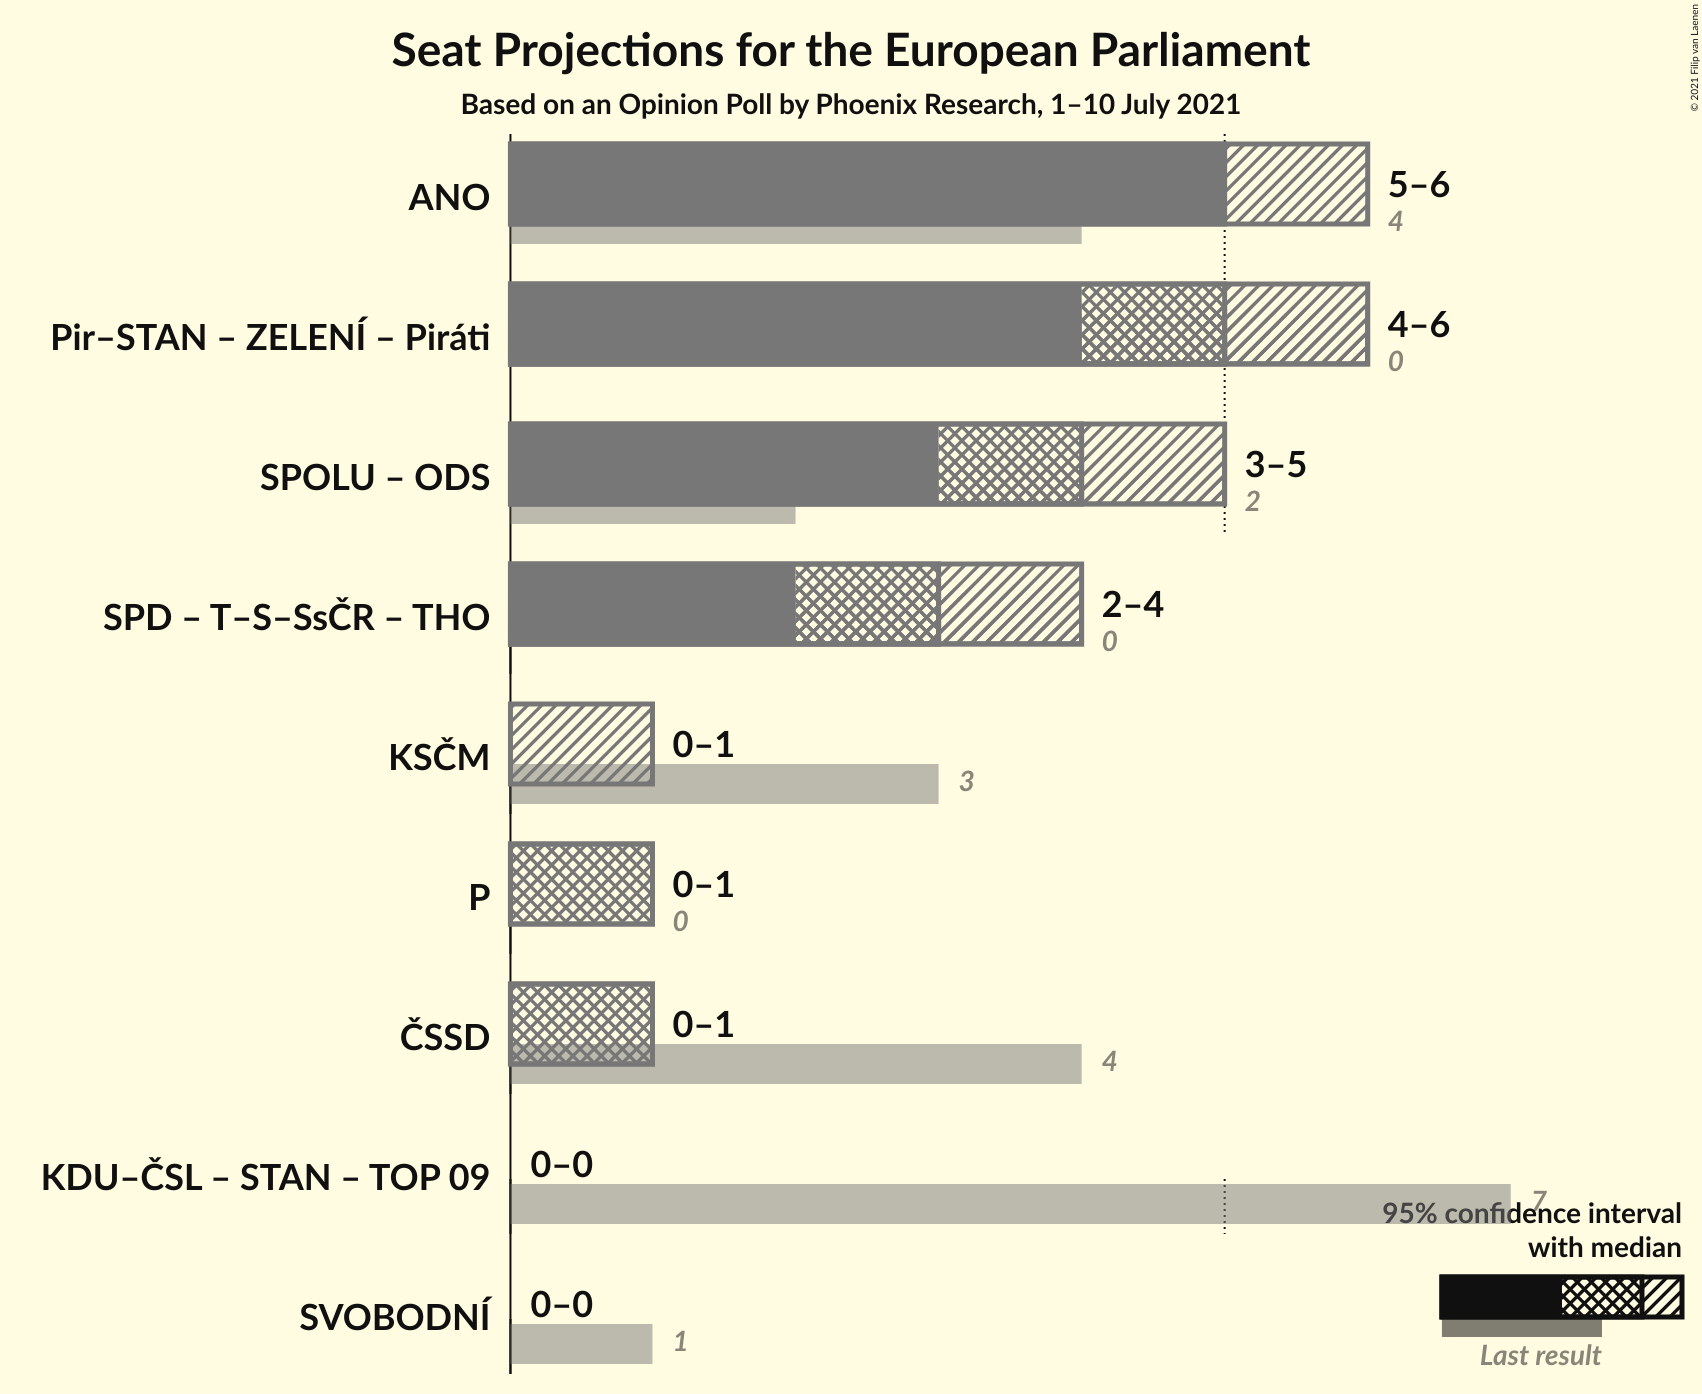 Seat Projections for the European Parliament
Based on an Opinion Poll by Phoenix Research, 1–10 July 2021
© 2021 Filip van Laenen
ANO
5–6
4
Pir–STAN – ZELENÍ – Piráti
4–6
0
SPOLU – ODS
3–5
2
SPD – T–S–SsČR – THO
2–4
0
KSČM
0–1
3
P
0–1
0
ČSSD
0–1
4
KDU–ČSL – STAN – TOP 09
0–0
7
SVOBODNÍ
0–0
1
95% confidence interval
with median
Last result